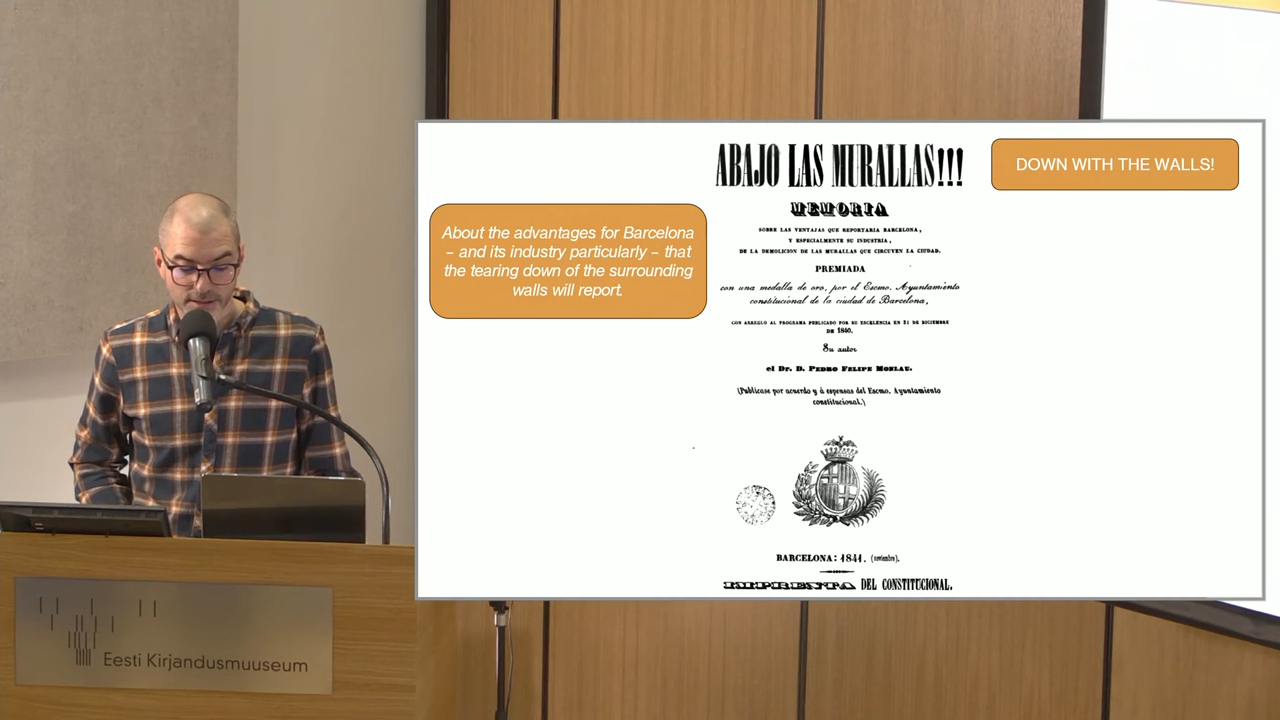 ABAJO LAS MURALLAS!!!
DOWN WITH THE WALLS!
About the advantages for Barcelona
– and its industry particularly – that
the tearing down of the surrounding
walls will report.
MEMORIA
SOBRE LAS VENTAJAS QUE REPORTARIA BARCELONA,
Y ESPECIALMENTE SU INDUSTRIA,
DE LA DEMOLICION DE LAS MURALLAS QUE CIRCUYEN LA CIUDAD.
PREMIADA
con una medalla de oro, por el Escmo. Ayuntamiento
constitucional de la ciudad de Barcelona,
CON ARREGLO AL PROGRAMA PUBLICADO POR SU ESCELENCIA EN 31 DE DICIEMBRE
DE 1840.
Su autor
el Dr. D. PEDRO FELIPE MONLAU.
(Publícase por acuerdo y á espensas del Escmo. Ayuntamiento
constitucional.)
BARCELONA: 1841. (noviembre).
IMPRENTA DEL CONSTITUCIONAL.
Eesti Kirjandusmuuseum